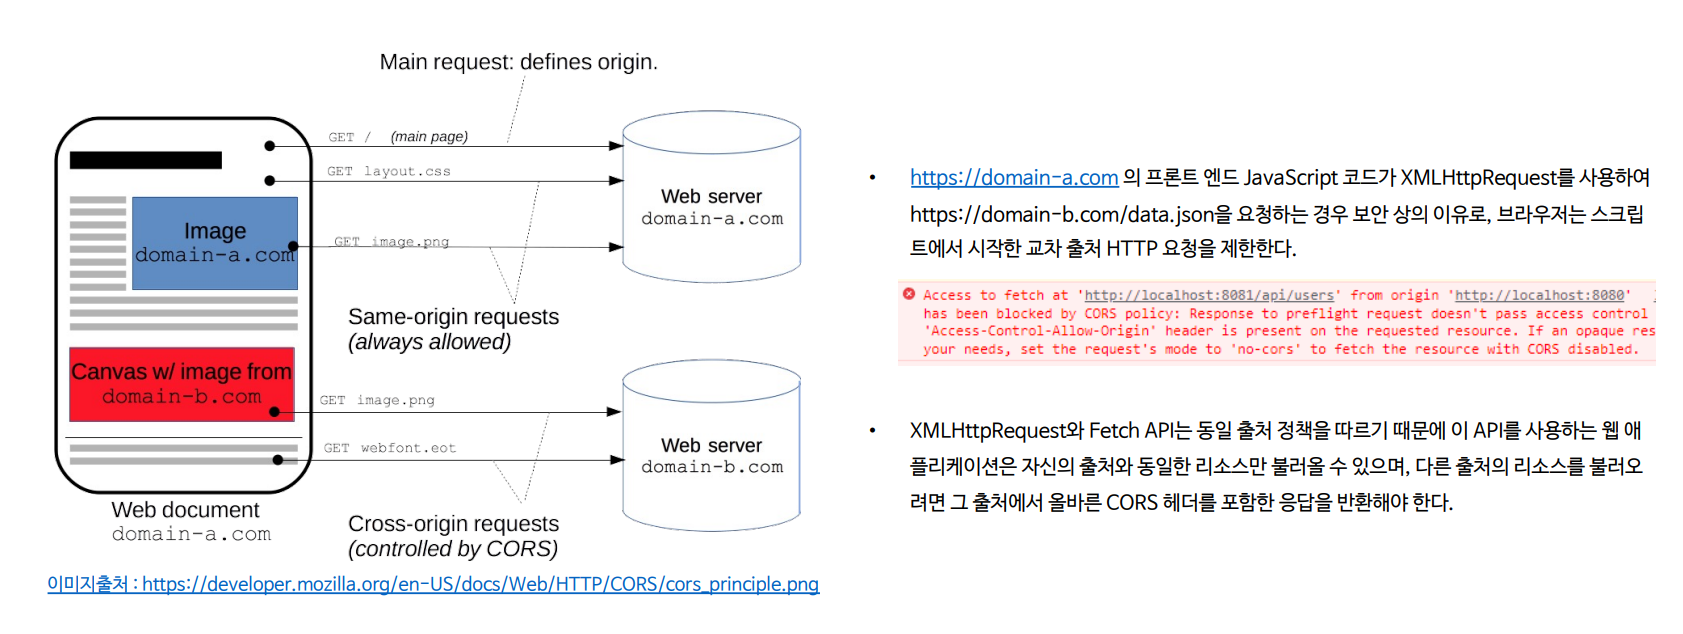 Main request: defines origin.
GET / (main page)
GET layout.css
Image
domain-a.com
GET image.png
Web server
domain-a.com
Same-origin requests
(always allowed)
Canvas w/ image from
domain-b.com
GET image.png
GET webfont.eot
Web server
domain-b.com
Web document
domain-a.com
Cross-origin requests
(controlled by CORS)
이미지출처 : https://developer.mozilla.org/en-US/docs/Web/HTTP/CORS/cors_principle.png
• https://domain-a.com 의 프론트 엔드 JavaScript 코드가 XMLHttpRequest를 사용하여
https://domain-b.com/data.json을 요청하는 경우 보안 상의 이유로, 브라우저는 스크립
트에서 시작한 교차 출처 HTTP 요청을 제한한다.
Access to fetch at 'http://localhost:8081/api/users' from origin 'http://localhost:8080'
has been blocked by CORS policy: Response to preflight request doesn't pass access control
'Access-Control-Allow-Origin' header is present on the requested resource. If an opaque res
your needs, set the request's mode to 'no-cors' to fetch the resource with CORS disabled.
• XMLHttpRequest와 Fetch API는 동일 출처 정책을 따르기 때문에 이 API를 사용하는 웹 애
플리케이션은 자신의 출처와 동일한 리소스만 불러올 수 있으며, 다른 출처의 리소스를 불러오
려면 그 출처에서 올바른 CORS 헤더를 포함한 응답을 반환해야 한다.